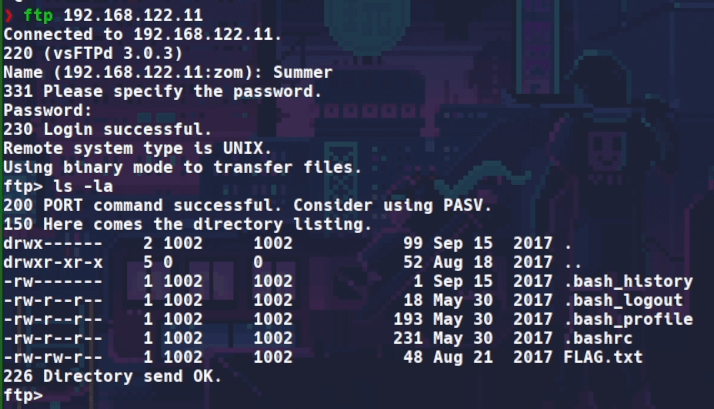 ❯ ftp 192.168.122.11
Connected to 192.168.122.11.
220 (vsFTPd 3.0.3)
Name (192.168.122.11:zom): Summer
331 Please specify the password.
Password:
230 Login successful.
Remote system type is UNIX.
Using binary mode to transfer files.
ftp> ls -la
200 PORT command successful. Consider using PASV.
150 Here comes the directory listing.
drwx------    2 1002     1002           99 Sep 15  2017 .
drwxr-xr-x    5 0        0              52 Aug 18  2017 ..
-rw-------    1 1002     1002            1 Sep 15  2017 .bash_history
-rw-r--r--    1 1002     1002           18 May 30  2017 .bash_logout
-rw-r--r--    1 1002     1002          193 May 30  2017 .bash_profile
-rw-r--r--    1 1002     1002          231 May 30  2017 .bashrc
-rw-rw-r--    1 1002     1002           48 Aug 21  2017 FLAG.txt
226 Directory send OK.
ftp>